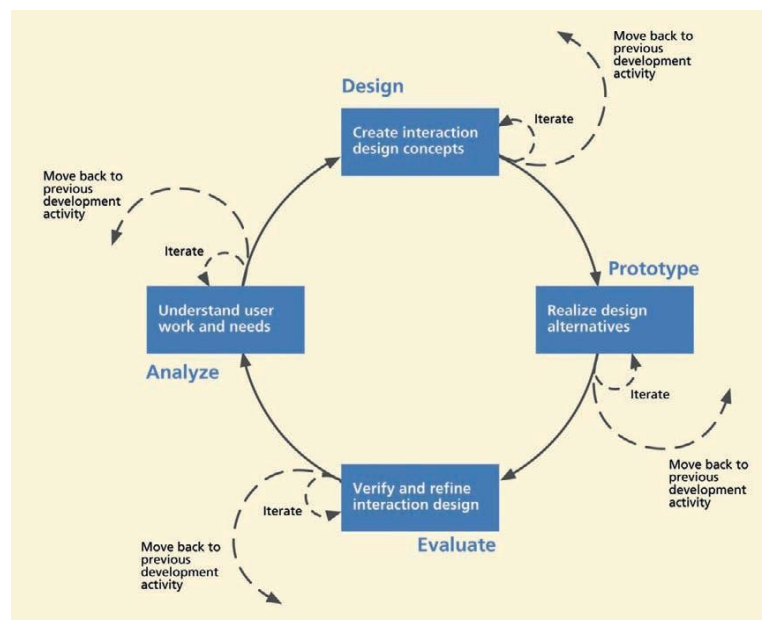 Move back to
previous
development
activity
Design
Iterate
Create interaction
design concepts
Move back to
previous
development
activity
Iterate
Prototype
Understand user
work and needs
Realize design
alternatives
Analyze
Iterate
Move back to
previous
development
activity
Verify and refine
interaction design
Iterate
Evaluate
Move back to
previous
development
activity